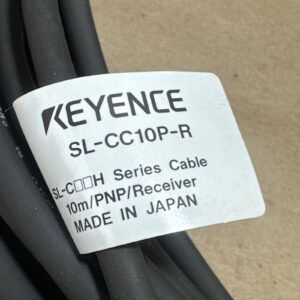 KEYENCE
SL-CC10P-R
SL-C□□H Series Cable
10m/PNP/Receiver
MADE IN JAPAN